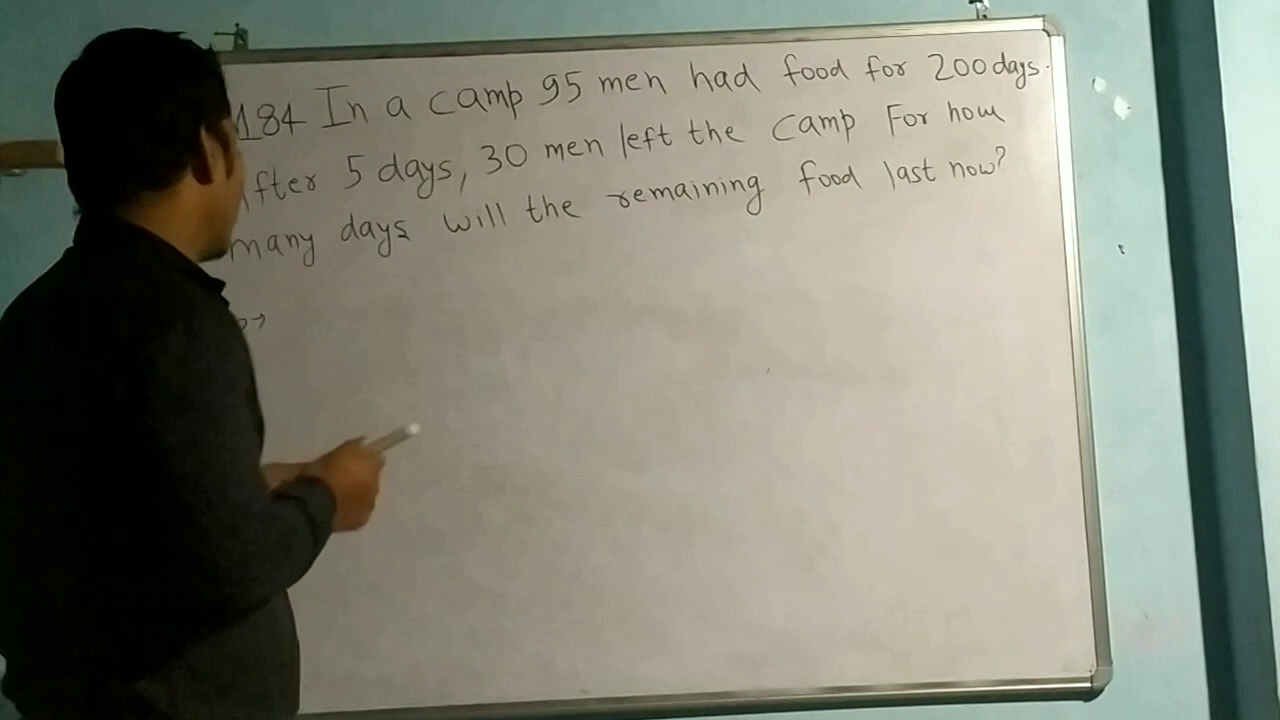 184 In a camp 95 men had food for 200 days.
fter 5 days, 30 men left the camp For how
many days will the remaining food last now?